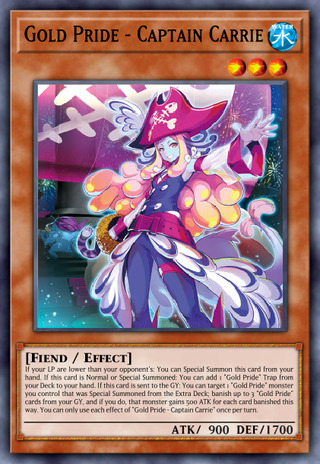 Gold Pride - Captain Carrie
WATER
水
[Fiend / Effect]
If your LP are lower than your opponent's: You can Special Summon this card from your
hand. If this card is Normal or Special Summoned: You can add 1 "Gold Pride" Trap
from your Deck to your hand. If this card is sent to the GY: You can target 1 "Gold Pride" monster
you control that was Special Summoned from the Extra Deck; banish up to 3 "Gold Pride"
cards from your GY, and if you do, that monster gains 500 ATK for each card banished this
way. You can only use each effect of "Gold Pride - Captain Carrie" once per turn.
ATK/ 900 DEF/1700